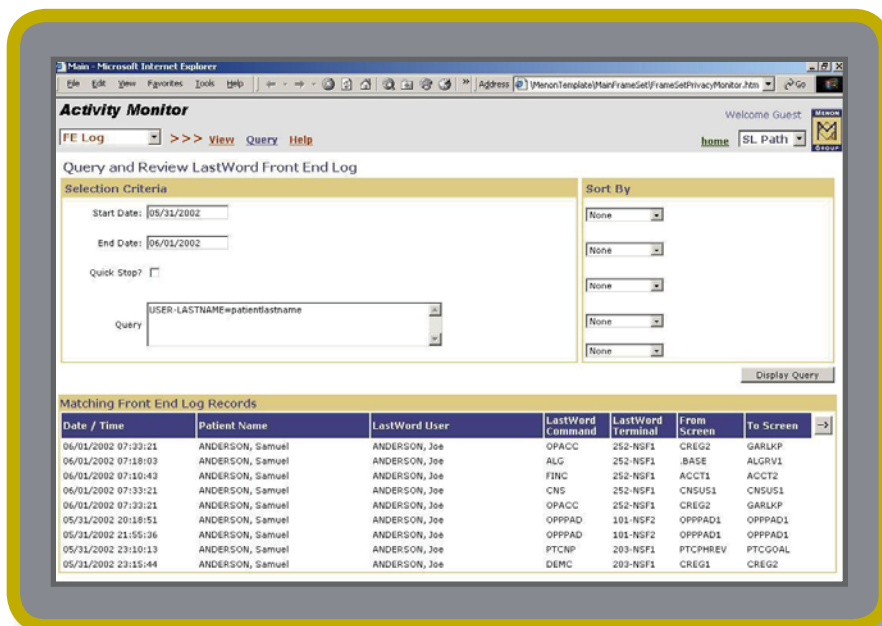 Main - Microsoft Internet Explorer
File Edit View Favorites Tools Help » Address \MenonTemplate\MainFrameSet\FrameSetPrivacyMonitor.htm Go
Activity Monitor
Welcome Guest
MENON GROUP
FE Log >>> View Query Help home SL Path
Query and Review LastWord Front End Log
Selection Criteria Sort By
Start Date: 05/31/2002 None
End Date: 06/01/2002 None
Quick Stop? None
Query USER-LASTNAME=patientlastname None
None
Display Query
Matching Front End Log Records
Date / Time Patient Name LastWord User LastWord Command LastWord Terminal From Screen To Screen -->
06/01/2002 07:33:21 ANDERSON, Samuel ANDERSON, Joe OPACC 252-NSF1 CREG2 GARLKP
06/01/2002 07:18:03 ANDERSON, Samuel ANDERSON, Joe ALG 252-NSF1 .BASE ALGRV1
06/01/2002 07:10:43 ANDERSON, Samuel ANDERSON, Joe FINC 252-NSF1 ACCT1 ACCT2
06/01/2002 07:33:21 ANDERSON, Samuel ANDERSON, Joe CNS 252-NSF1 CNSUS1 CNSUS1
06/01/2002 07:33:21 ANDERSON, Samuel ANDERSON, Joe OPACC 252-NSF1 CREG2 GARLKP
05/31/2002 20:18:51 ANDERSON, Samuel ANDERSON, Joe OPPPAD 101-NSF2 OPPPAD1 OPPPAD1
05/31/2002 21:55:36 ANDERSON, Samuel ANDERSON, Joe OPPPAD 101-NSF2 OPPPAD1 OPPPAD1
05/31/2002 23:10:13 ANDERSON, Samuel ANDERSON, Joe PTCNP 203-NSF1 PTCPHREV PTCGOAL
05/31/2002 23:15:44 ANDERSON, Samuel ANDERSON, Joe DEMC 203-NSF1 CREG1 CREG2